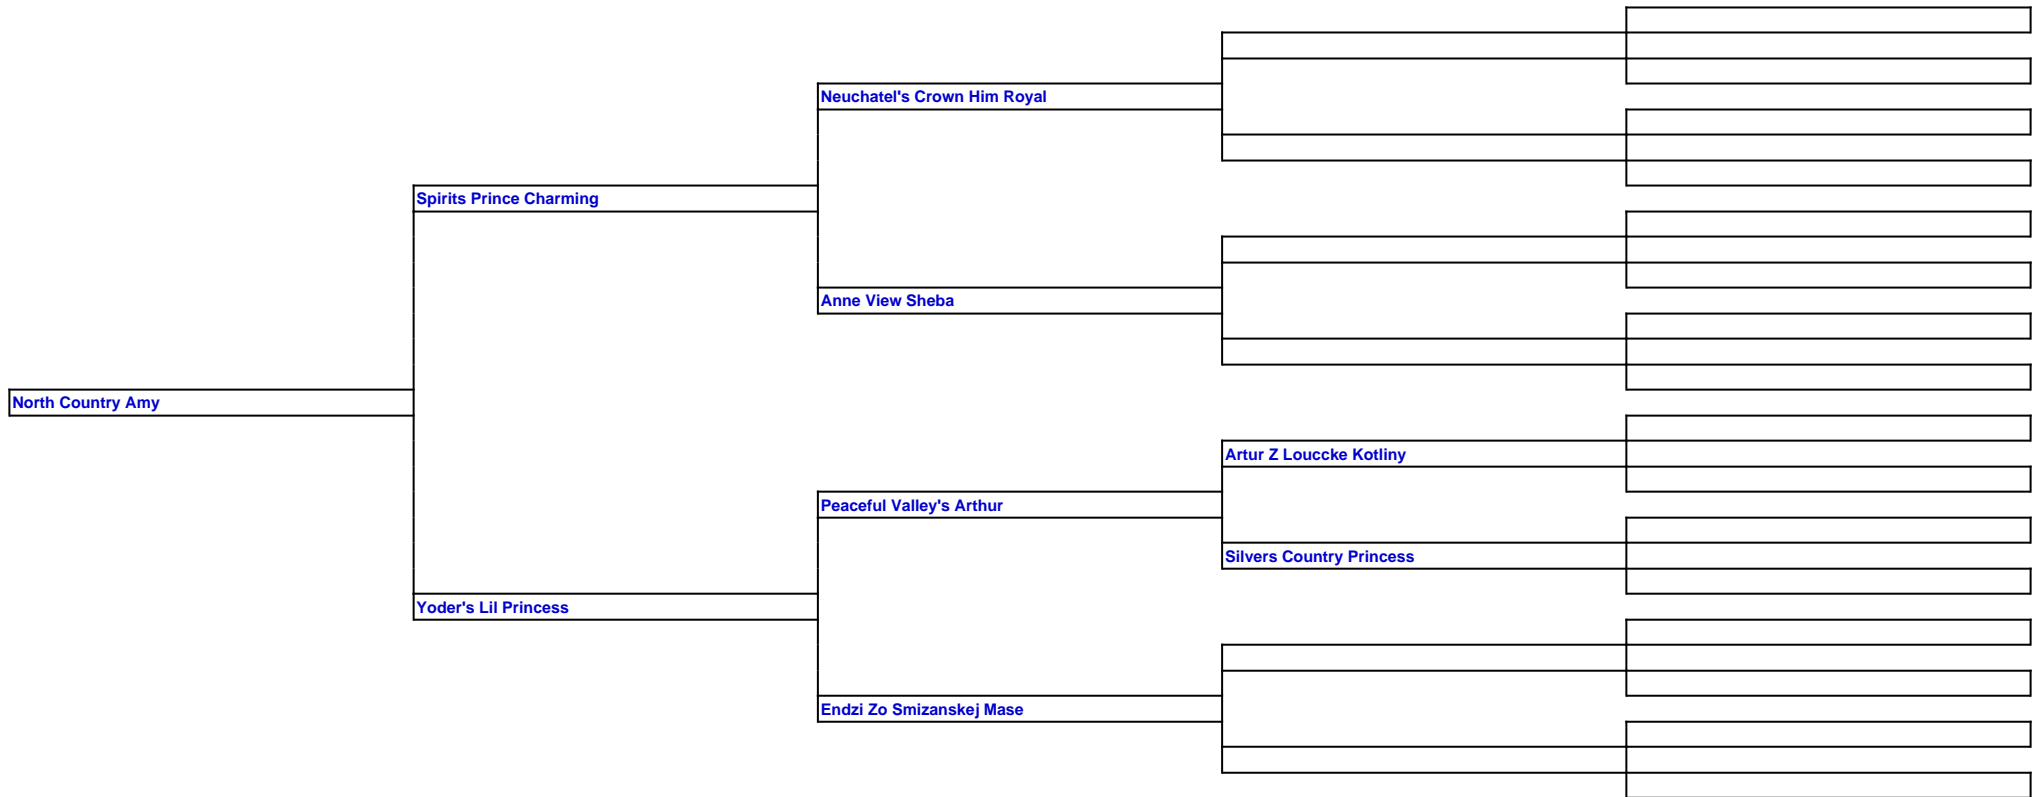 Neuchatel's Crown Him Royal
Spirits Prince Charming
Anne View Sheba
North Country Amy
Artur Z Louccke Kotliny
Peaceful Valley's Arthur
Silvers Country Princess
Yoder's Lil Princess
Endzi Zo Smizanskej Mase